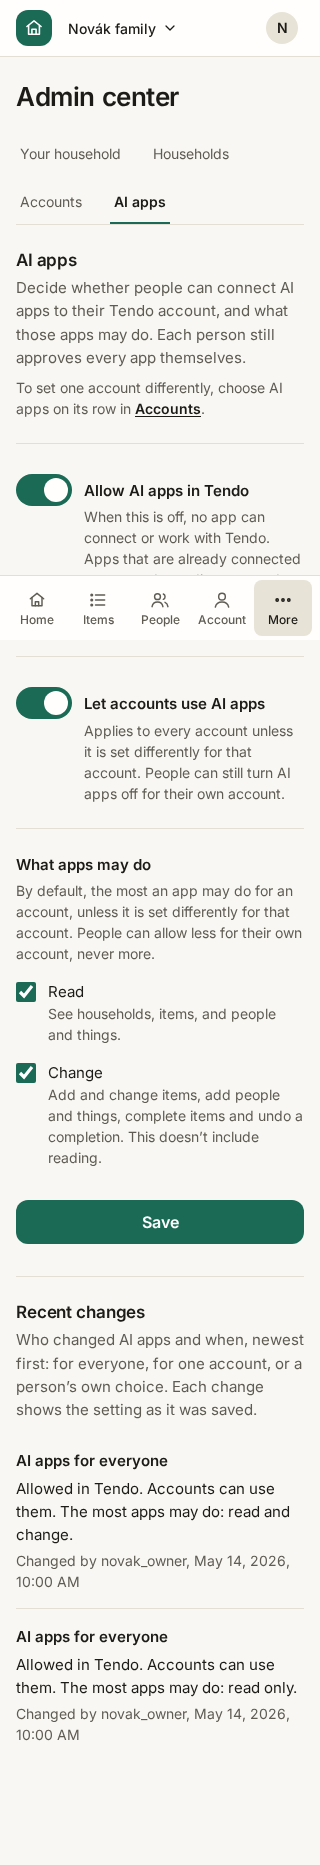 Novák family
N
Admin center
Your household
Households
Accounts
AI apps
AI apps
Decide whether people can connect AI
apps to their Tendo account, and what
those apps may do. Each person still
approves every app themselves.
To set one account differently, choose AI
apps on its row in Accounts.
Allow AI apps in Tendo
When this is off, no app can
connect or work with Tendo.
Apps that are already connected
Home
Items
People
Account
More
Let accounts use AI apps
Applies to every account unless
it is set differently for that
account. People can still turn AI
apps off for their own account.
What apps may do
By default, the most an app may do for an
account, unless it is set differently for that
account. People can allow less for their own
account, never more.
Read
See households, items, and people
and things.
Change
Add and change items, add people
and things, complete items and undo a
completion. This doesn’t include
reading.
Save
Recent changes
Who changed AI apps and when, newest
first: for everyone, for one account, or a
person’s own choice. Each change
shows the setting as it was saved.
AI apps for everyone
Allowed in Tendo. Accounts can use
them. The most apps may do: read and
change.
Changed by novak_owner, May 14, 2026,
10:00 AM
AI apps for everyone
Allowed in Tendo. Accounts can use
them. The most apps may do: read only.
Changed by novak_owner, May 14, 2026,
10:00 AM